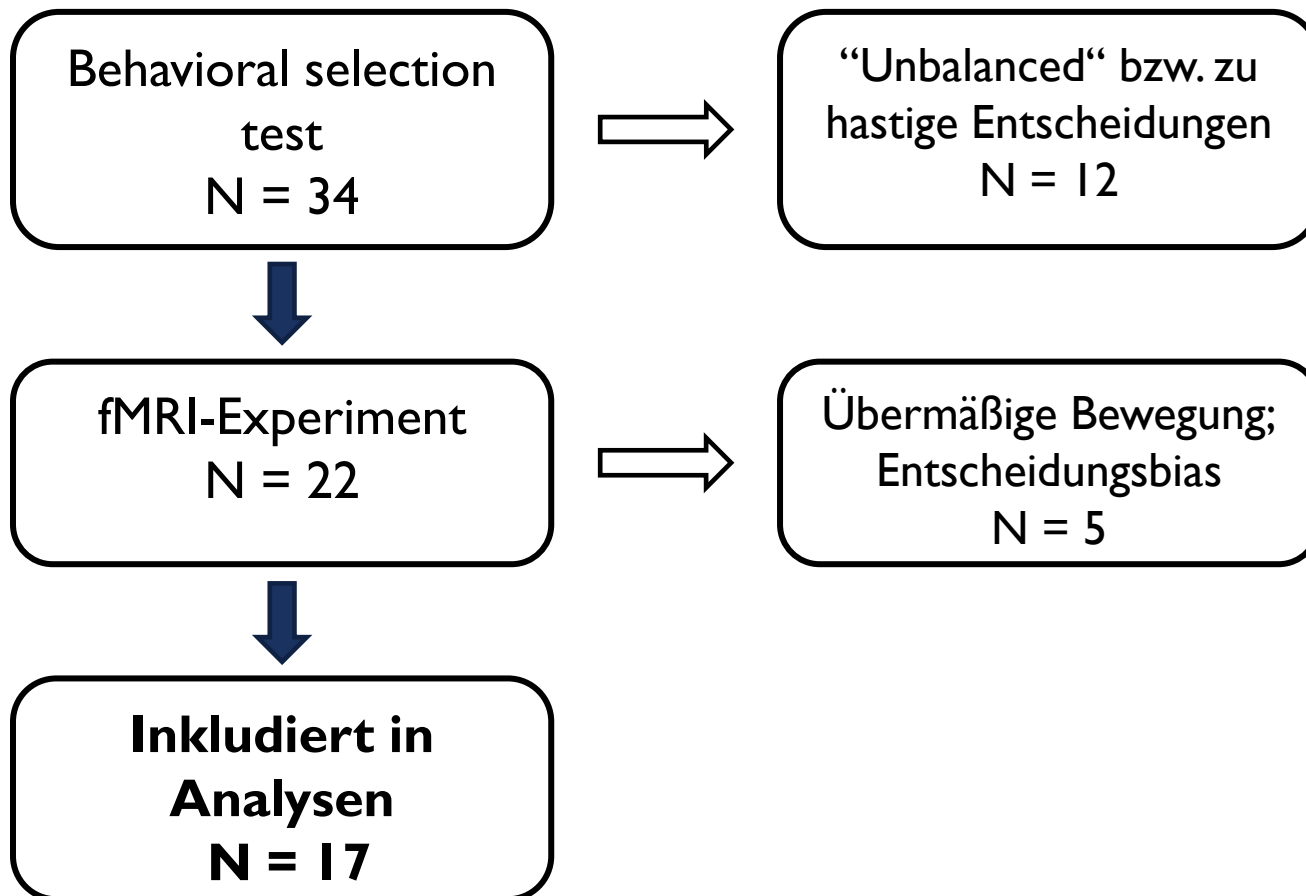 Behavioral selection
test
N = 34
“Unbalanced“ bzw. zu
hastige Entscheidungen
N = 12
fMRI-Experiment
N = 22
Übermäßige Bewegung;
Entscheidungsbias
N = 5
Inkludiert in
Analysen
N = 17